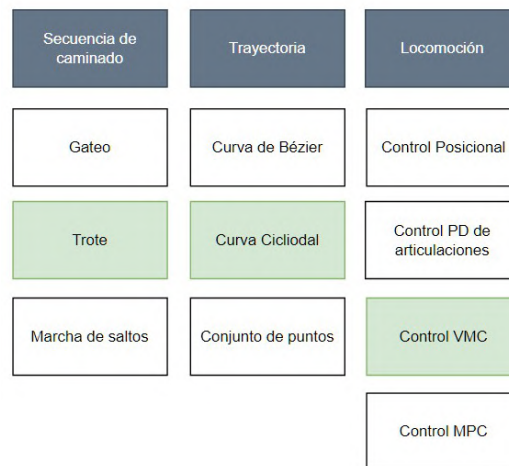 Secuencia de
caminado
Trayectoria
Locomoción
Gateo
Curva de Bézier
Control Posicional
Trote
Curva Cicliodal
Control PD de
articulaciones
Marcha de saltos
Conjunto de puntos
Control VMC
Control MPC